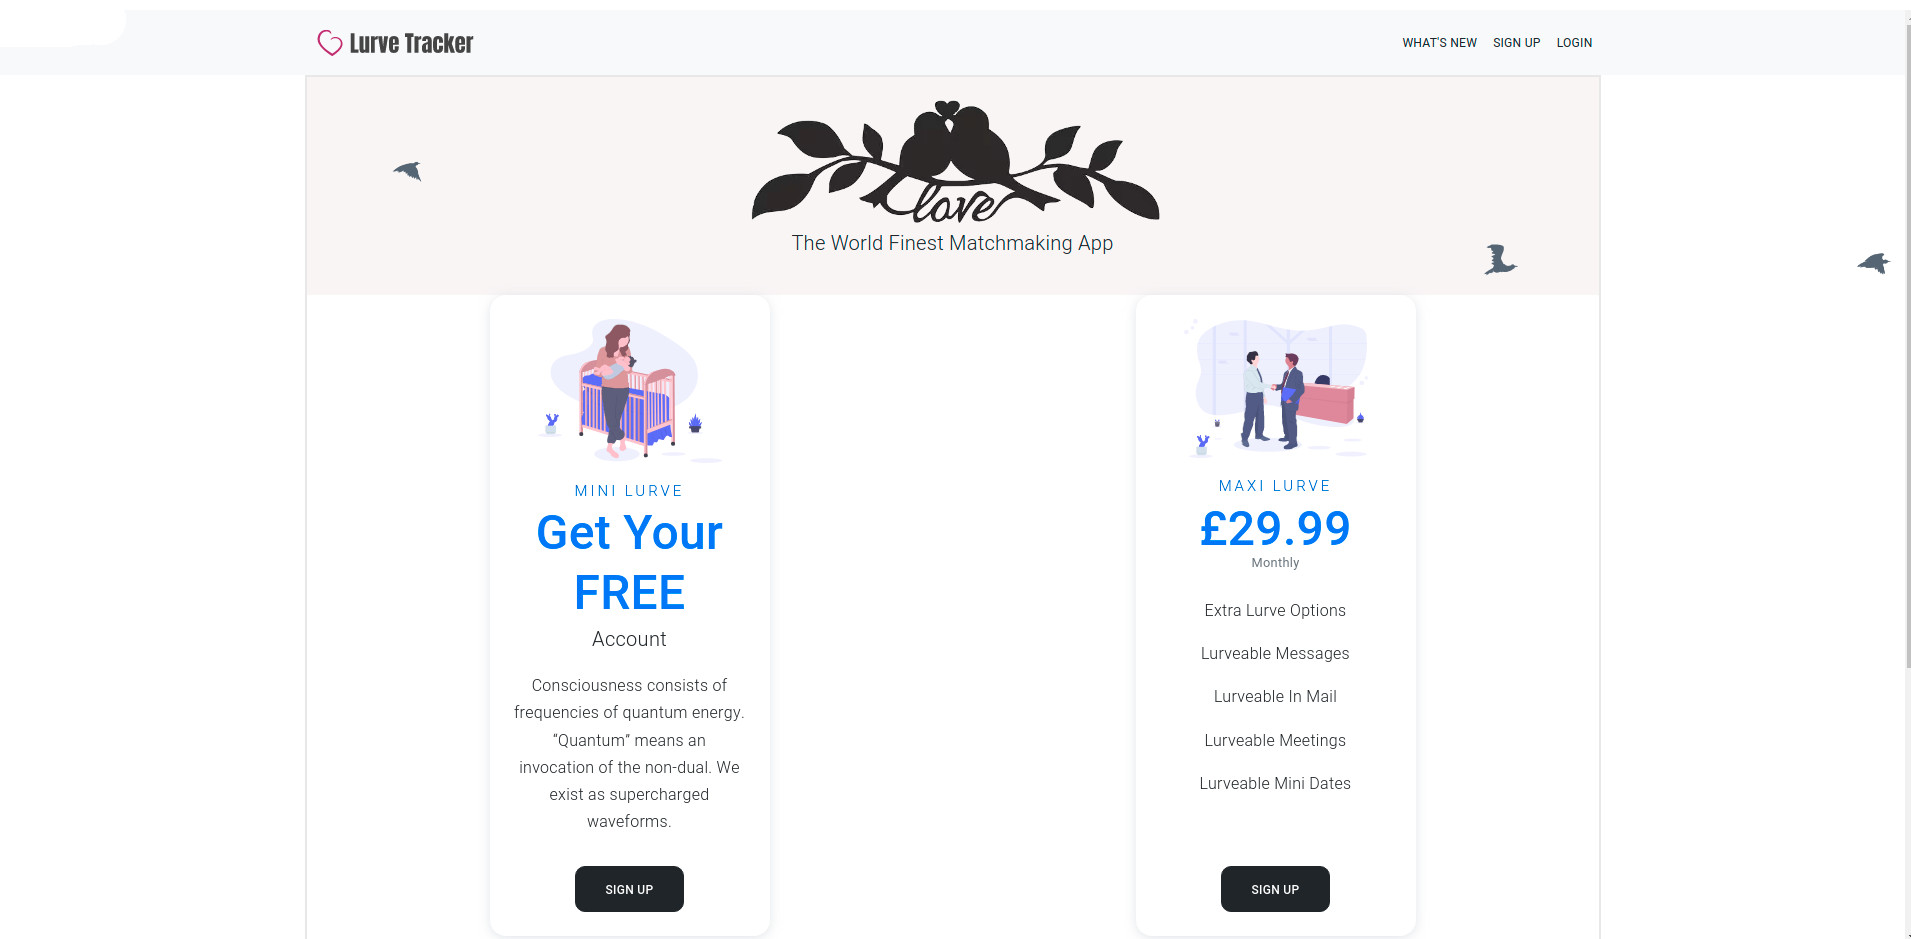 Lurve Tracker
WHAT'S NEW SIGN UP LOGIN
love
The World Finest Matchmaking App
MINI LURVE
Get Your
FREE
Account
Consciousness consists of
frequencies of quantum energy.
“Quantum” means an
invocation of the non-dual. We
exist as supercharged
waveforms.
SIGN UP
MAXI LURVE
£29.99
Monthly
Extra Lurve Options
Lurveable Messages
Lurveable In Mail
Lurveable Meetings
Lurveable Mini Dates
SIGN UP